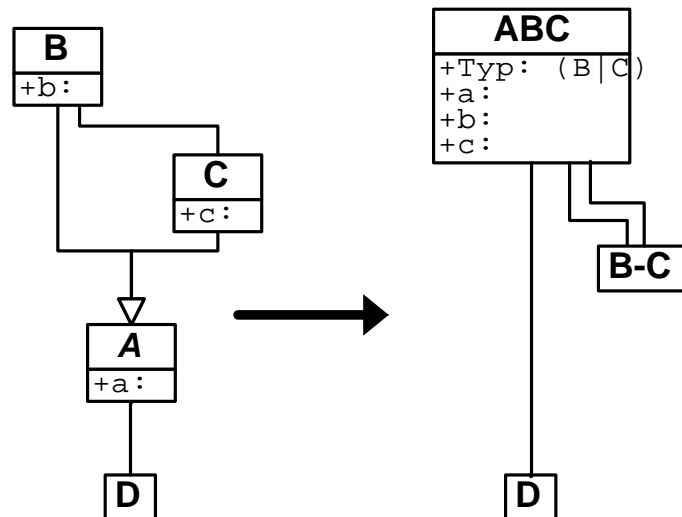 B
+b:
C
+c:
A
+a:
D
ABC
+Typ: (B|C)
+a:
+b:
+c:
B-C
D